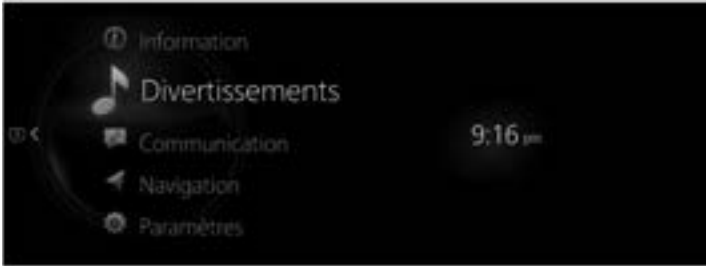 Information
Divertissements
Communication
9:16 pm
Navigation
Paramètres